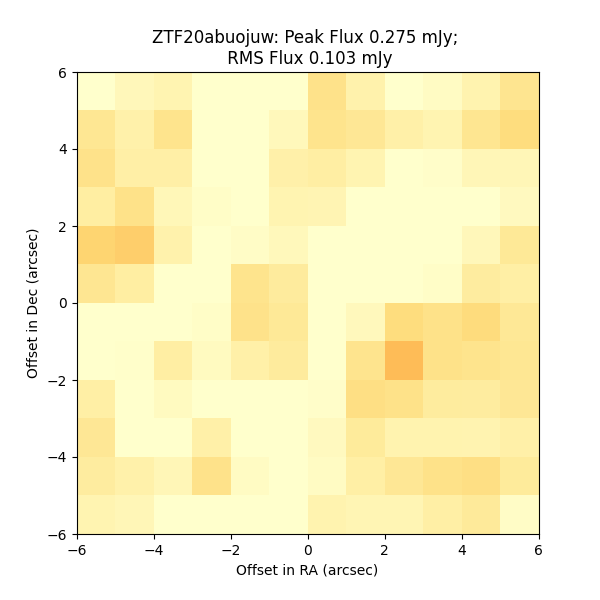 ZTF20abuojuw: Peak Flux 0.275 mJy;
RMS Flux 0.103 mJy
6
4
2
0
−2
−4
−6
Offset in Dec (arcsec)
−6 −4 −2 0 2 4 6
Offset in RA (arcsec)